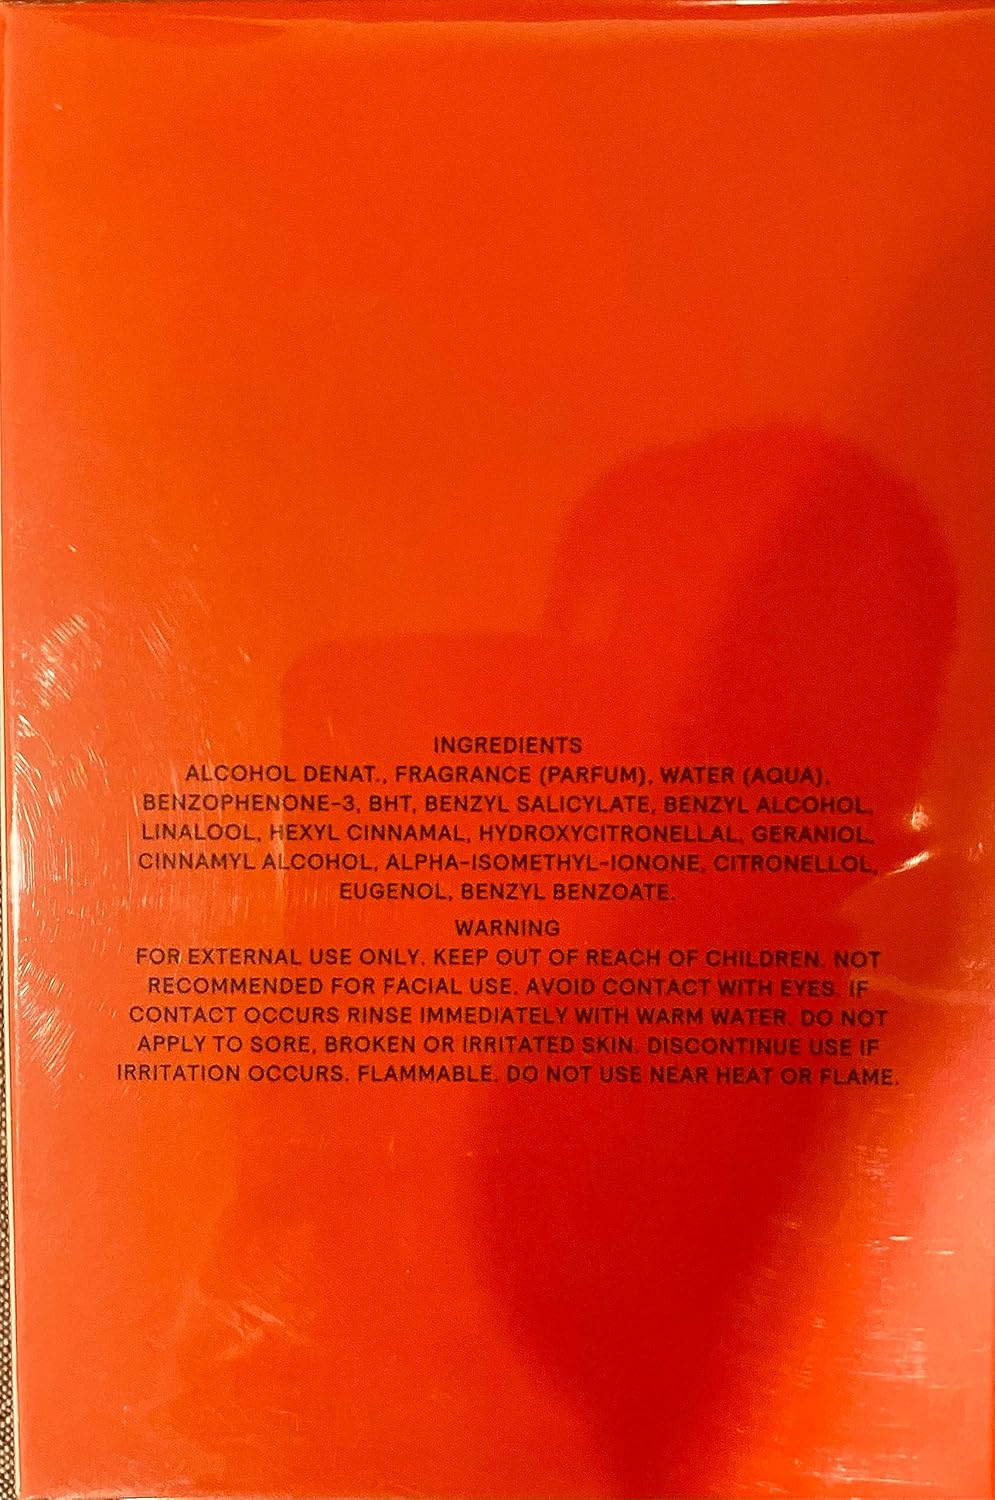 INGREDIENTS
ALCOHOL DENAT., FRAGRANCE (PARFUM), WATER (AQUA),
BENZOPHENONE-3, BHT, BENZYL SALICYLATE, BENZYL ALCOHOL,
LINALOOL, HEXYL CINNAMAL, HYDROXYCITRONELLAL, GERANIOL,
CINNAMYL ALCOHOL, ALPHA-ISOMETHYL-IONONE, CITRONELLOL,
EUGENOL, BENZYL BENZOATE.
WARNING
FOR EXTERNAL USE ONLY. KEEP OUT OF REACH OF CHILDREN. NOT
RECOMMENDED FOR FACIAL USE. AVOID CONTACT WITH EYES. IF
CONTACT OCCURS RINSE IMMEDIATELY WITH WARM WATER. DO NOT
APPLY TO SORE, BROKEN OR IRRITATED SKIN. DISCONTINUE USE IF
IRRITATION OCCURS. FLAMMABLE. DO NOT USE NEAR HEAT OR FLAME.